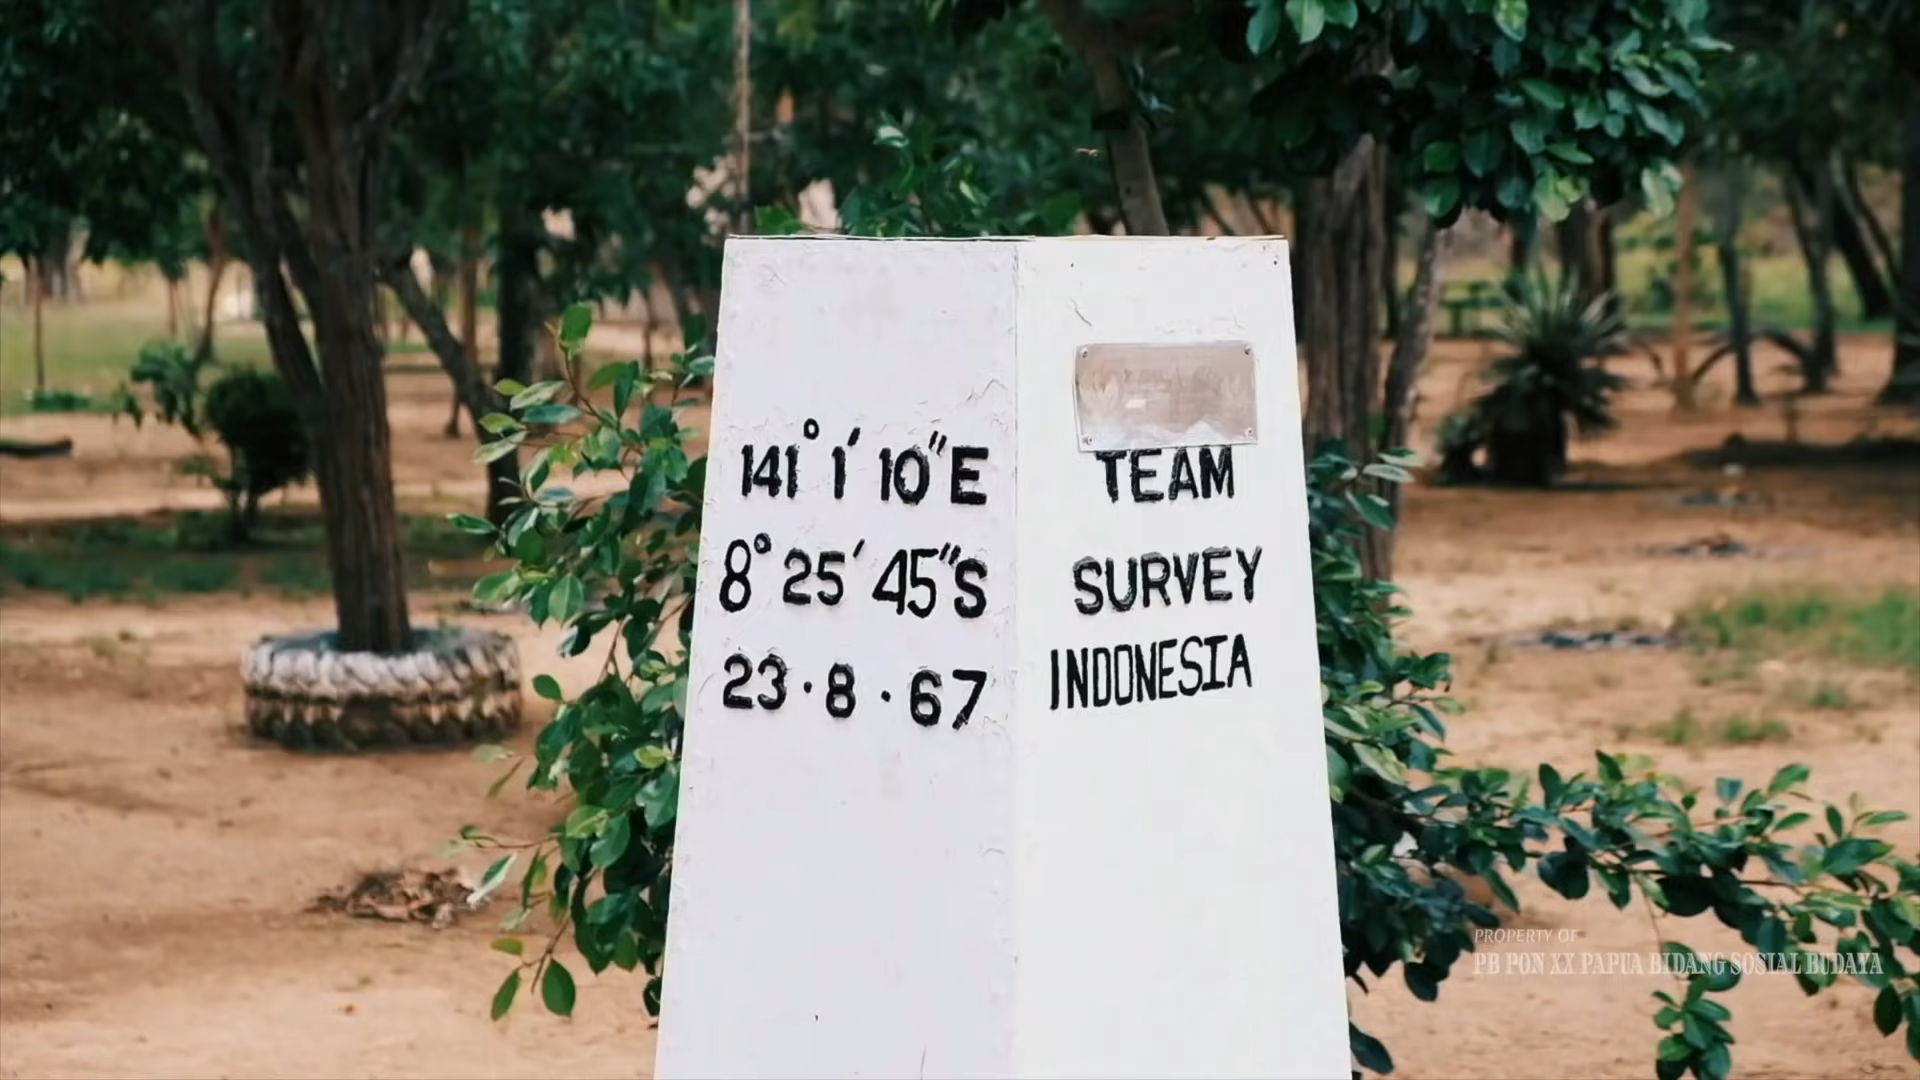 141° 1' 10" E
8° 25' 45" S
23 · 8 · 67
TEAM
SURVEY
INDONESIA
PROPERTY OF
PB PON XX PAPUA BIDANG SOSIAL BUDAYA